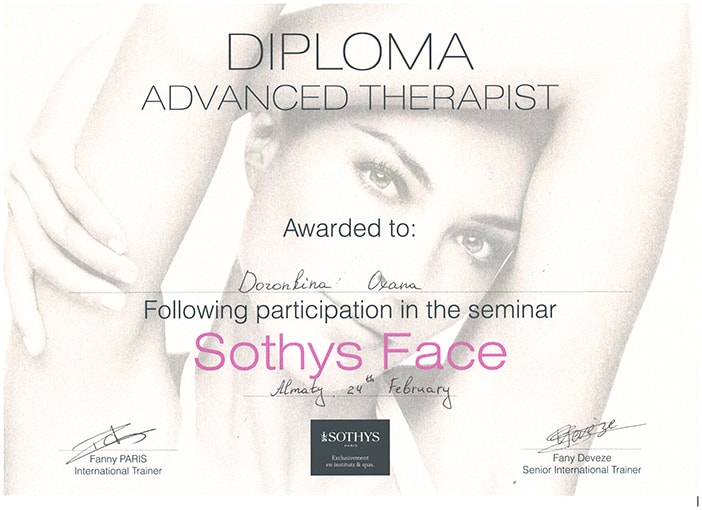 DIPLOMA
ADVANCED THERAPIST
Awarded to:
Doronkina Oxana
Following participation in the seminar
Sothys Face
Almaty, 24th February
Fanny PARIS
International Trainer
SOTHYS
PARIS
Exclusivement
en instituts & spas.
Fany Deveze
Senior International Trainer